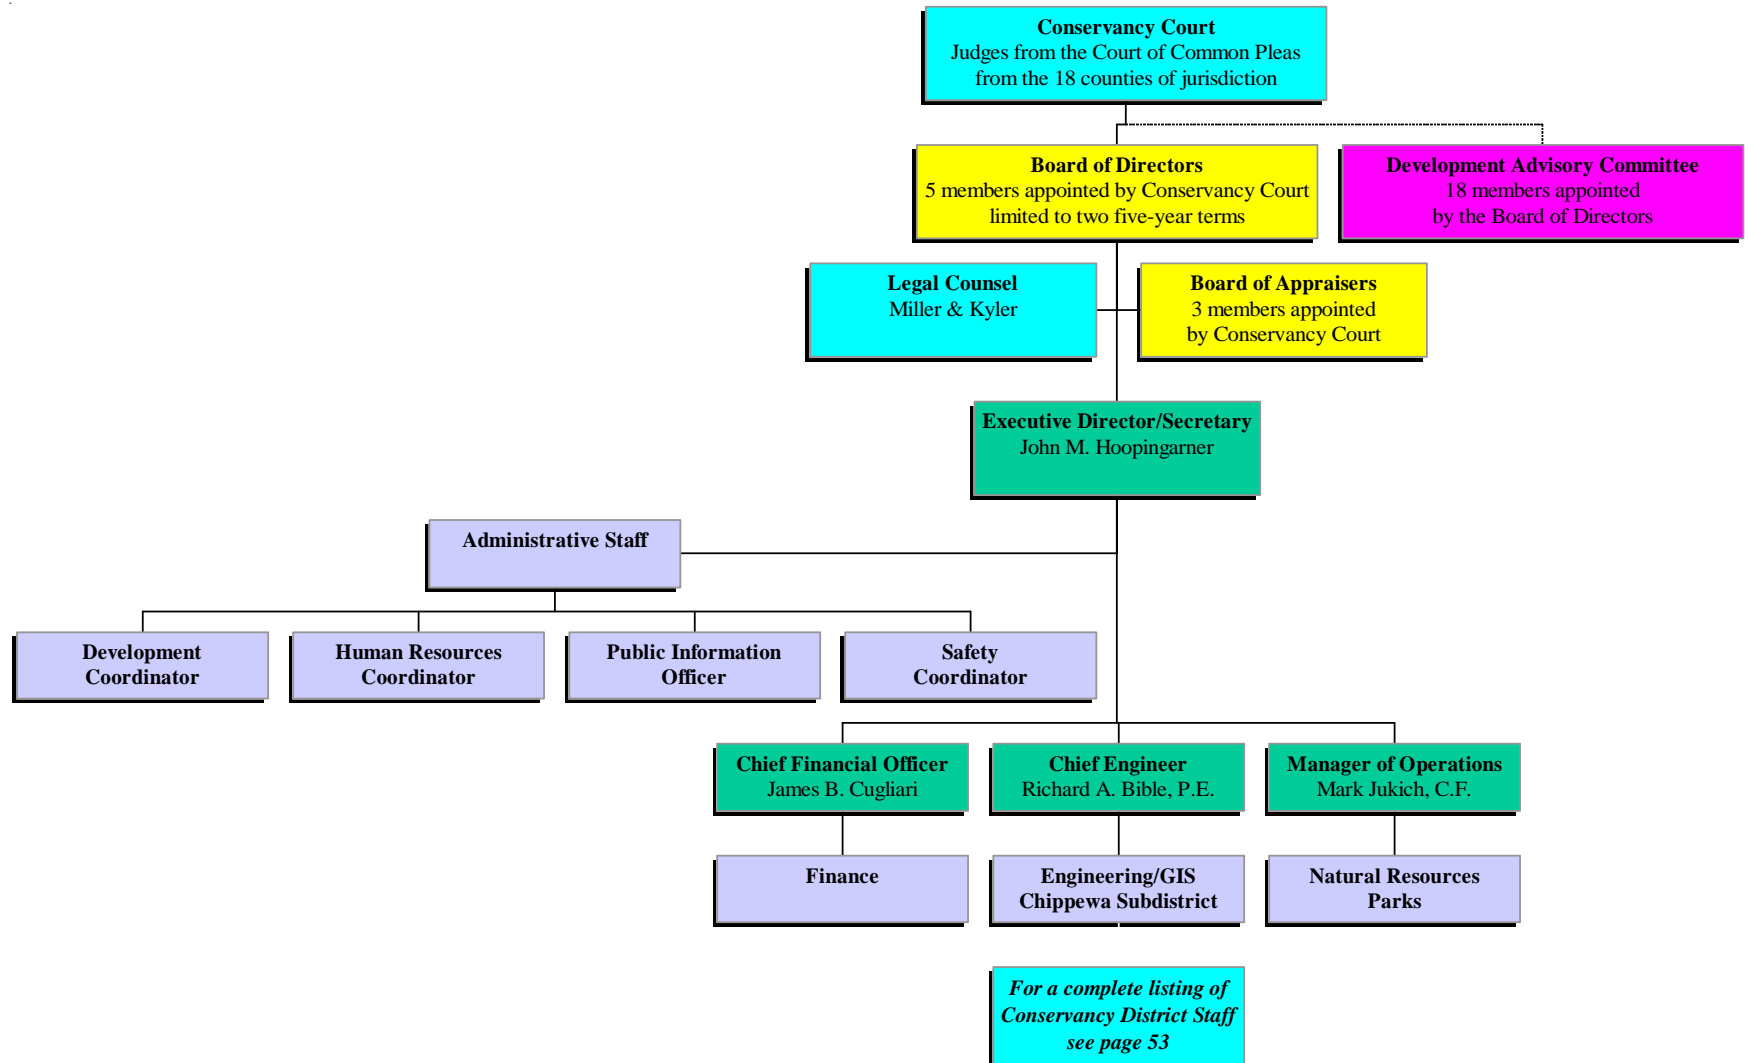 Conservancy Court
Judges from the Court of Common Pleas
from the 18 counties of jurisdiction
Board of Directors
5 members appointed by Conservancy Court
limited to two five-year terms
Development Advisory Committee
18 members appointed
by the Board of Directors
Legal Counsel
Miller & Kyler
Board of Appraisers
3 members appointed
by Conservancy Court
Executive Director/Secretary
John M. Hoopingarner
Administrative Staff
Development
Coordinator
Human Resources
Coordinator
Public Information
Officer
Safety
Coordinator
Chief Financial Officer
James B. Cugliari
Chief Engineer
Richard A. Bible, P.E.
Manager of Operations
Mark Jukich, C.F.
Finance
Engineering/GIS
Chippewa Subdistrict
Natural Resources
Parks
For a complete listing of
Conservancy District Staff
see page 53